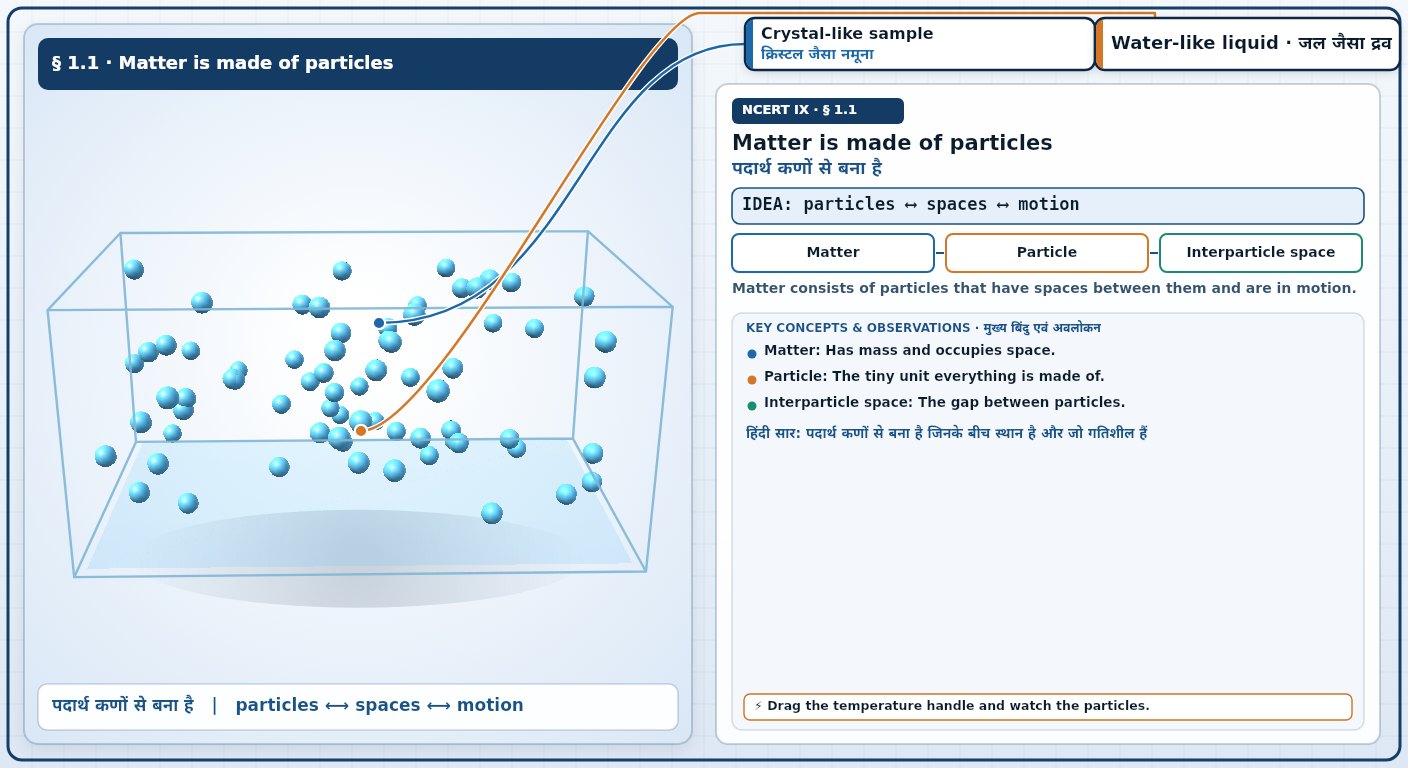 § 1.1 · Matter is made of particles
Crystal-like sample
क्रिस्टल जैसा नमूना
Water-like liquid · जल जैसा द्रव
NCERT IX · § 1.1
Matter is made of particles
पदार्थ कणों से बना है
IDEA: particles ↔ spaces ↔ motion
Matter
Particle
Interparticle space
Matter consists of particles that have spaces between them and are in motion.
KEY CONCEPTS & OBSERVATIONS · मुख्य बिंदु एवं अवलोकन
Matter: Has mass and occupies space.
Particle: The tiny unit everything is made of.
Interparticle space: The gap between particles.
हिंदी सार: पदार्थ कणों से बना है जिनके बीच स्थान है और जो गतिशील हैं
⚡ Drag the temperature handle and watch the particles.
पदार्थ कणों से बना है | particles ⟷ spaces ⟷ motion